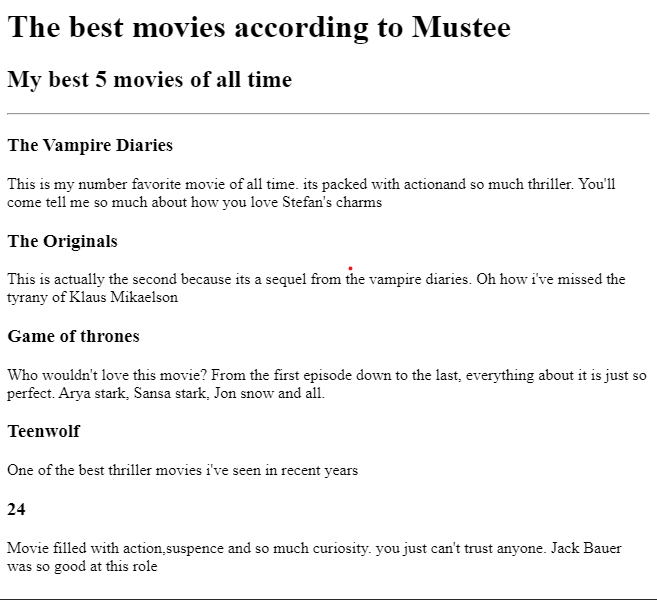 The best movies according to Mustee
My best 5 movies of all time
The Vampire Diaries
This is my number favorite movie of all time. its packed with actionand so much thriller. You'll
come tell me so much about how you love Stefan's charms
The Originals
This is actually the second because its a sequel from the vampire diaries. Oh how i've missed the
tyrany of Klaus Mikaelson
Game of thrones
Who wouldn't love this movie? From the first episode down to the last, everything about it is just so
perfect. Arya stark, Sansa stark, Jon snow and all.
Teenwolf
One of the best thriller movies i've seen in recent years
24
Movie filled with action,suspence and so much curiosity. you just can't trust anyone. Jack Bauer
was so good at this role